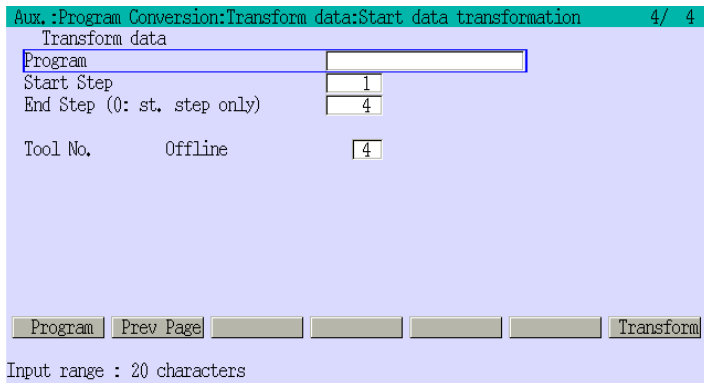 Aux.:Program Conversion:Transform data:Start data transformation 4/ 4
Transform data
Program
Start Step 1
End Step (0: st. step only) 4
Tool No. Offline 4
Program Prev Page Transform
Input range : 20 characters